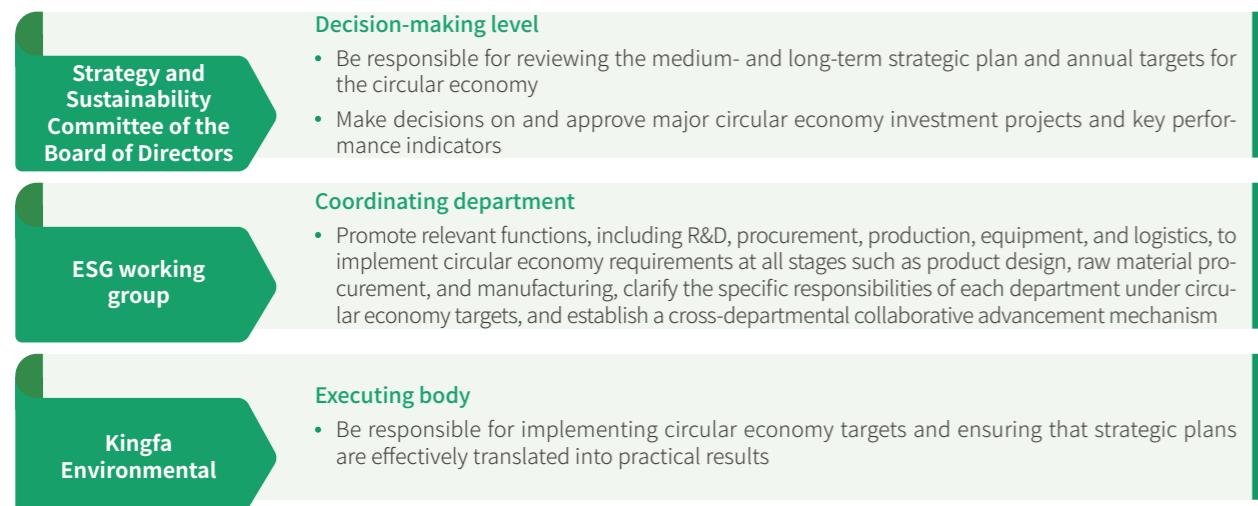 Strategy and
Sustainability
Committee of the
Board of Directors
Decision-making level
• Be responsible for reviewing the medium- and long-term strategic plan and annual targets for
the circular economy
• Make decisions on and approve major circular economy investment projects and key perfor-
mance indicators
ESG working
group
Coordinating department
• Promote relevant functions, including R&D, procurement, production, equipment, and logistics, to
implement circular economy requirements at all stages such as product design, raw material pro-
curement, and manufacturing, clarify the specific responsibilities of each department under circu-
lar economy targets, and establish a cross-departmental collaborative advancement mechanism
Kingfa
Environmental
Executing body
• Be responsible for implementing circular economy targets and ensuring that strategic plans
are effectively translated into practical results